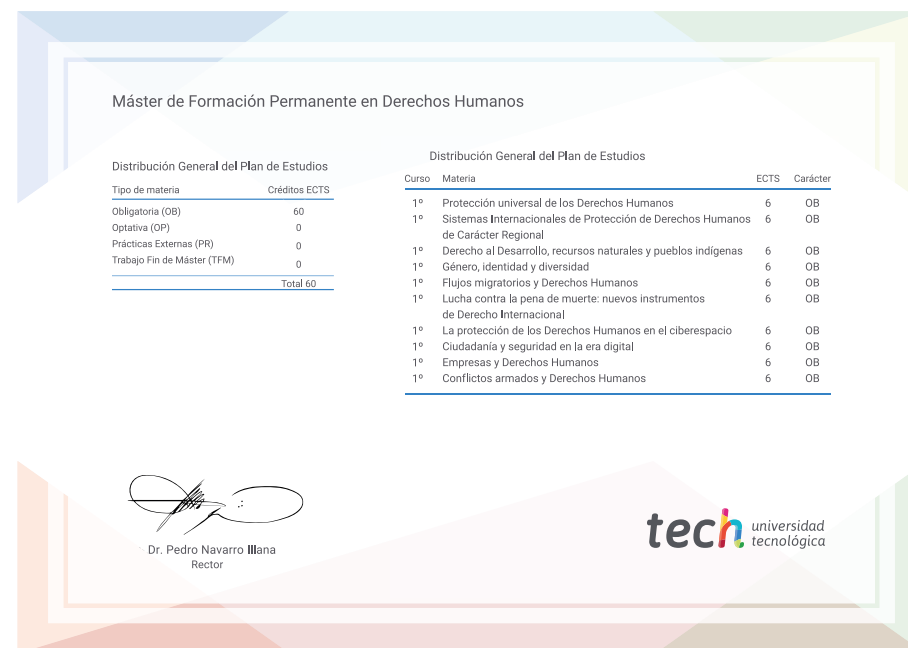 Máster de Formación Permanente en Derechos Humanos
Distribución General del Plan de Estudios
Tipo de materia Créditos ECTS
Obligatoria (OB) 60
Optativa (OP) 0
Prácticas Externas (PR) 0
Trabajo Fin de Máster (TFM) 0
Total 60
Distribución General del Plan de Estudios
Curso Materia ECTS Carácter
1º Protección universal de los Derechos Humanos 6 OB
1º Sistemas Internacionales de Protección de Derechos Humanos 6 OB
de Carácter Regional
1º Derecho al Desarrollo, recursos naturales y pueblos indígenas 6 OB
1º Género, identidad y diversidad 6 OB
1º Flujos migratorios y Derechos Humanos 6 OB
1º Lucha contra la pena de muerte: nuevos instrumentos 6 OB
de Derecho Internacional
1º La protección de los Derechos Humanos en el ciberespacio 6 OB
1º Ciudadanía y seguridad en la era digital 6 OB
1º Empresas y Derechos Humanos 6 OB
1º Conflictos armados y Derechos Humanos 6 OB
Dr. Pedro Navarro Illana
Rector
tech universidad
tecnológica